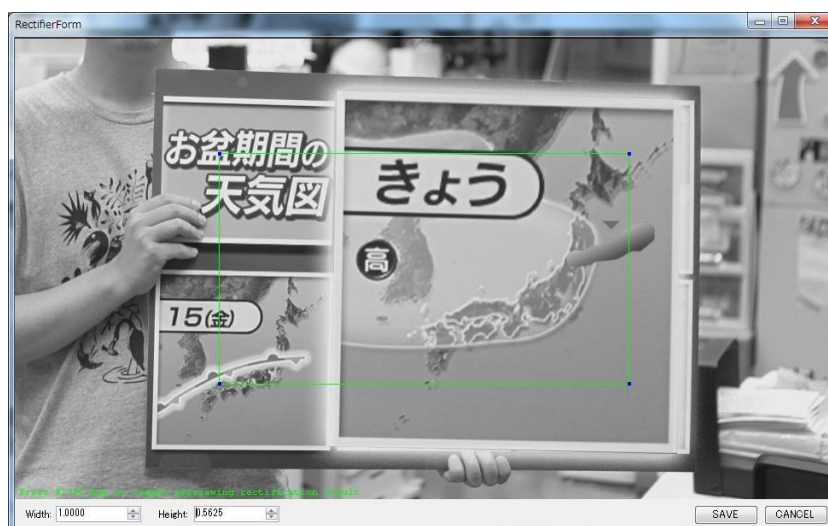 RectifierForm
お盆期間の
天気図
きょう
高
15(金)
Width: 1.0000
Height: 0.5625
SAVE
CANCEL